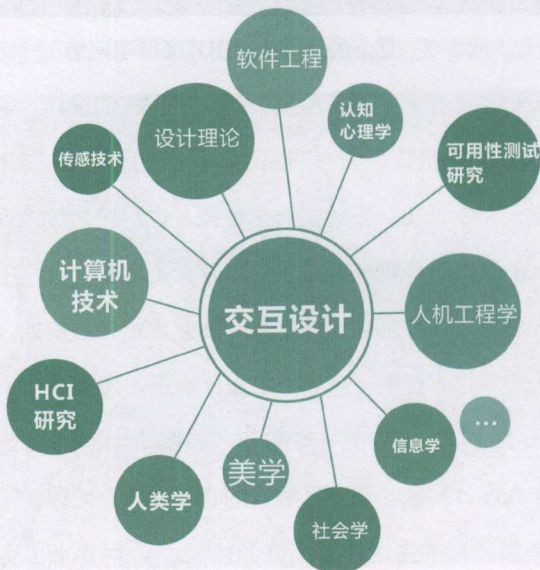 软件工程
认知
心理学
设计理论
传感技术
可用性测试
研究
计算机
技术
交互设计
人机工程学
HCI
研究
信息学
...
美学
人类学
社会学